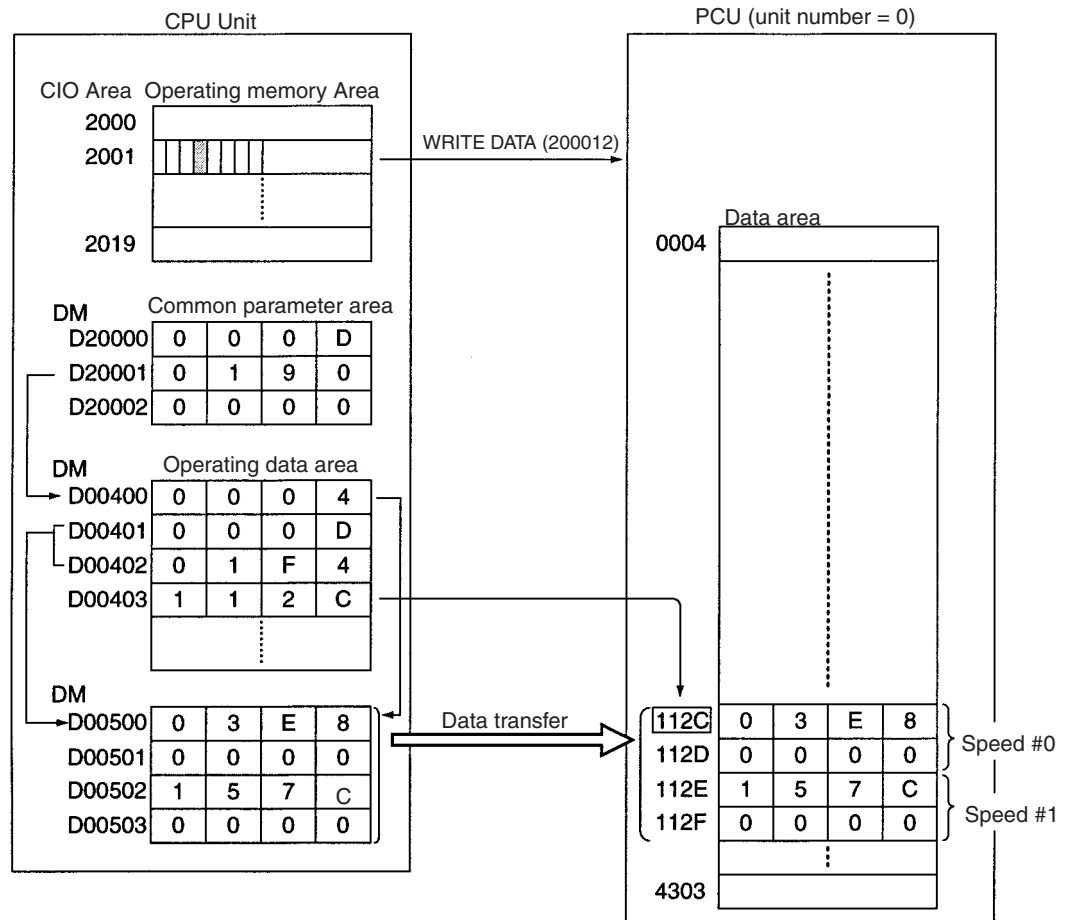 CPU Unit
PCU (unit number = 0)
CIO Area Operating memory Area
2000
2001
WRITE DATA (200012)
2019
Data area
0004
DM
Common parameter area
D20000 0 0 0 D
D20001 0 1 9 0
D20002 0 0 0 0
DM
Operating data area
D00400 0 0 0 4
D00401 0 0 0 D
D00402 0 1 F 4
D00403 1 1 2 C
DM
D00500 0 3 E 8
D00501 0 0 0 0
D00502 1 5 7 C
D00503 0 0 0 0
Data transfer
112C 0 3 E 8
112D 0 0 0 0
Speed #0
112E 1 5 7 C
112F 0 0 0 0
Speed #1
4303